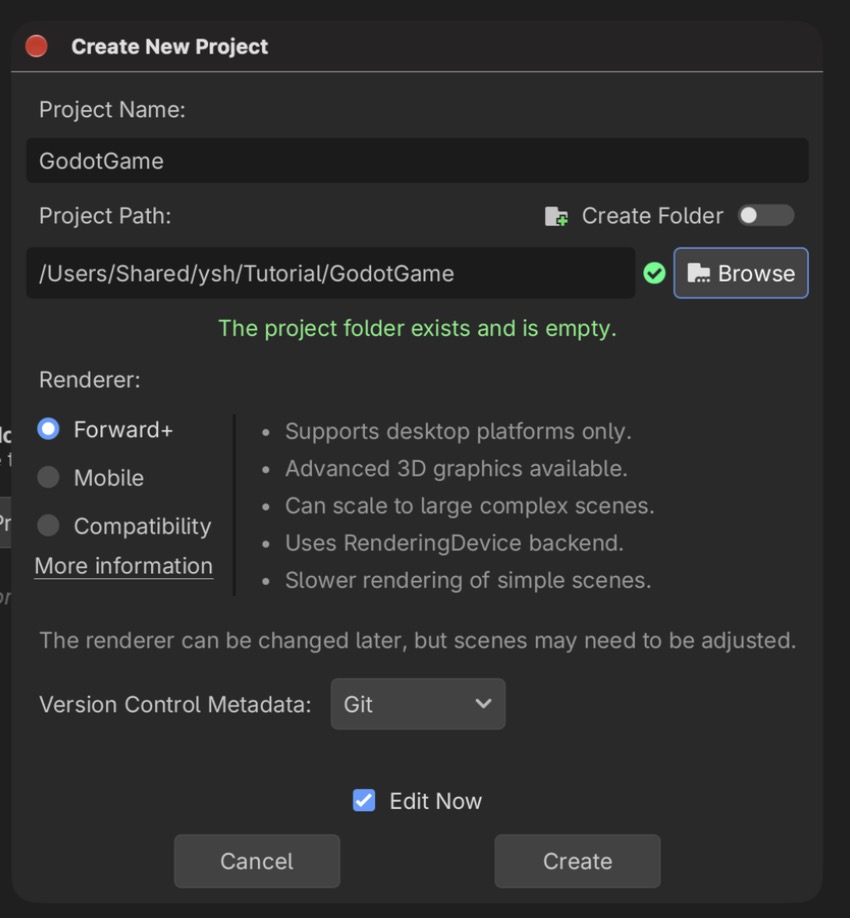 Create New Project
Project Name:
GodotGame
Project Path:
Create Folder
/Users/Shared/ysh/Tutorial/GodotGame
Browse
The project folder exists and is empty.
Renderer:
Forward+
Mobile
Compatibility
More information
• Supports desktop platforms only.
• Advanced 3D graphics available.
• Can scale to large complex scenes.
• Uses RenderingDevice backend.
• Slower rendering of simple scenes.
The renderer can be changed later, but scenes may need to be adjusted.
Version Control Metadata:
Git
Edit Now
Cancel
Create